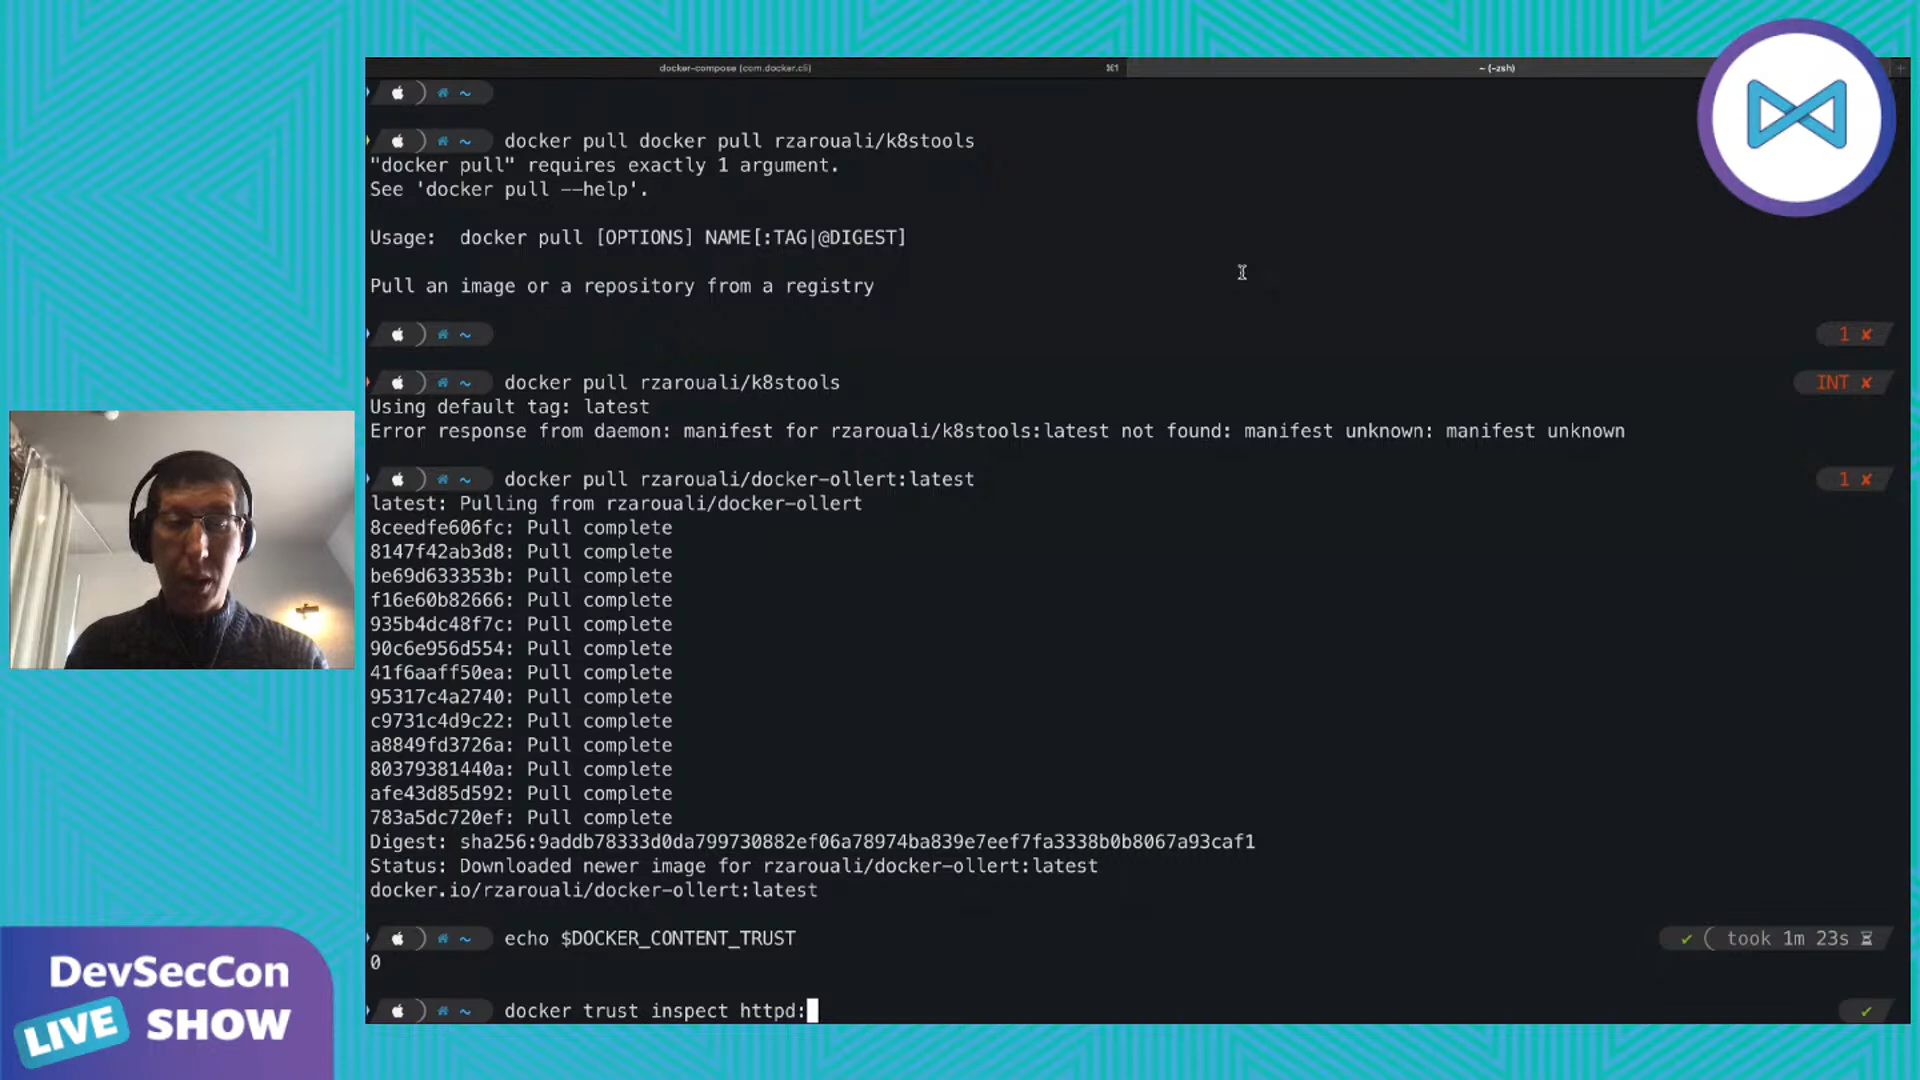 docker-compose (com.docker.cli) ⌘1 ~ (-zsh) +
~
~ docker pull docker pull rzarouali/k8stools
"docker pull" requires exactly 1 argument.
See 'docker pull --help'.
Usage:  docker pull [OPTIONS] NAME[:TAG|@DIGEST]
Pull an image or a repository from a registry
~ 1 ✘
~ docker pull rzarouali/k8stools INT ✘
Using default tag: latest
Error response from daemon: manifest for rzarouali/k8stools:latest not found: manifest unknown: manifest unknown
~ docker pull rzarouali/docker-ollert:latest 1 ✘
latest: Pulling from rzarouali/docker-ollert
8ceedfe606fc: Pull complete
8147f42ab3d8: Pull complete
be69d633353b: Pull complete
f16e60b82666: Pull complete
935b4dc48f7c: Pull complete
90c6e956d554: Pull complete
41f6aaff50ea: Pull complete
95317c4a2740: Pull complete
c9731c4d9c22: Pull complete
a8849fd3726a: Pull complete
80379381440a: Pull complete
afe43d85d592: Pull complete
783a5dc720ef: Pull complete
Digest: sha256:9addb78333d0da799730882ef06a78974ba839e7eef7fa3338b0b8067a93caf1
Status: Downloaded newer image for rzarouali/docker-ollert:latest
docker.io/rzarouali/docker-ollert:latest
~ echo $DOCKER_CONTENT_TRUST ✔ took 1m 23s
0
~ docker trust inspect httpd: ✔
DevSecCon
LIVE SHOW